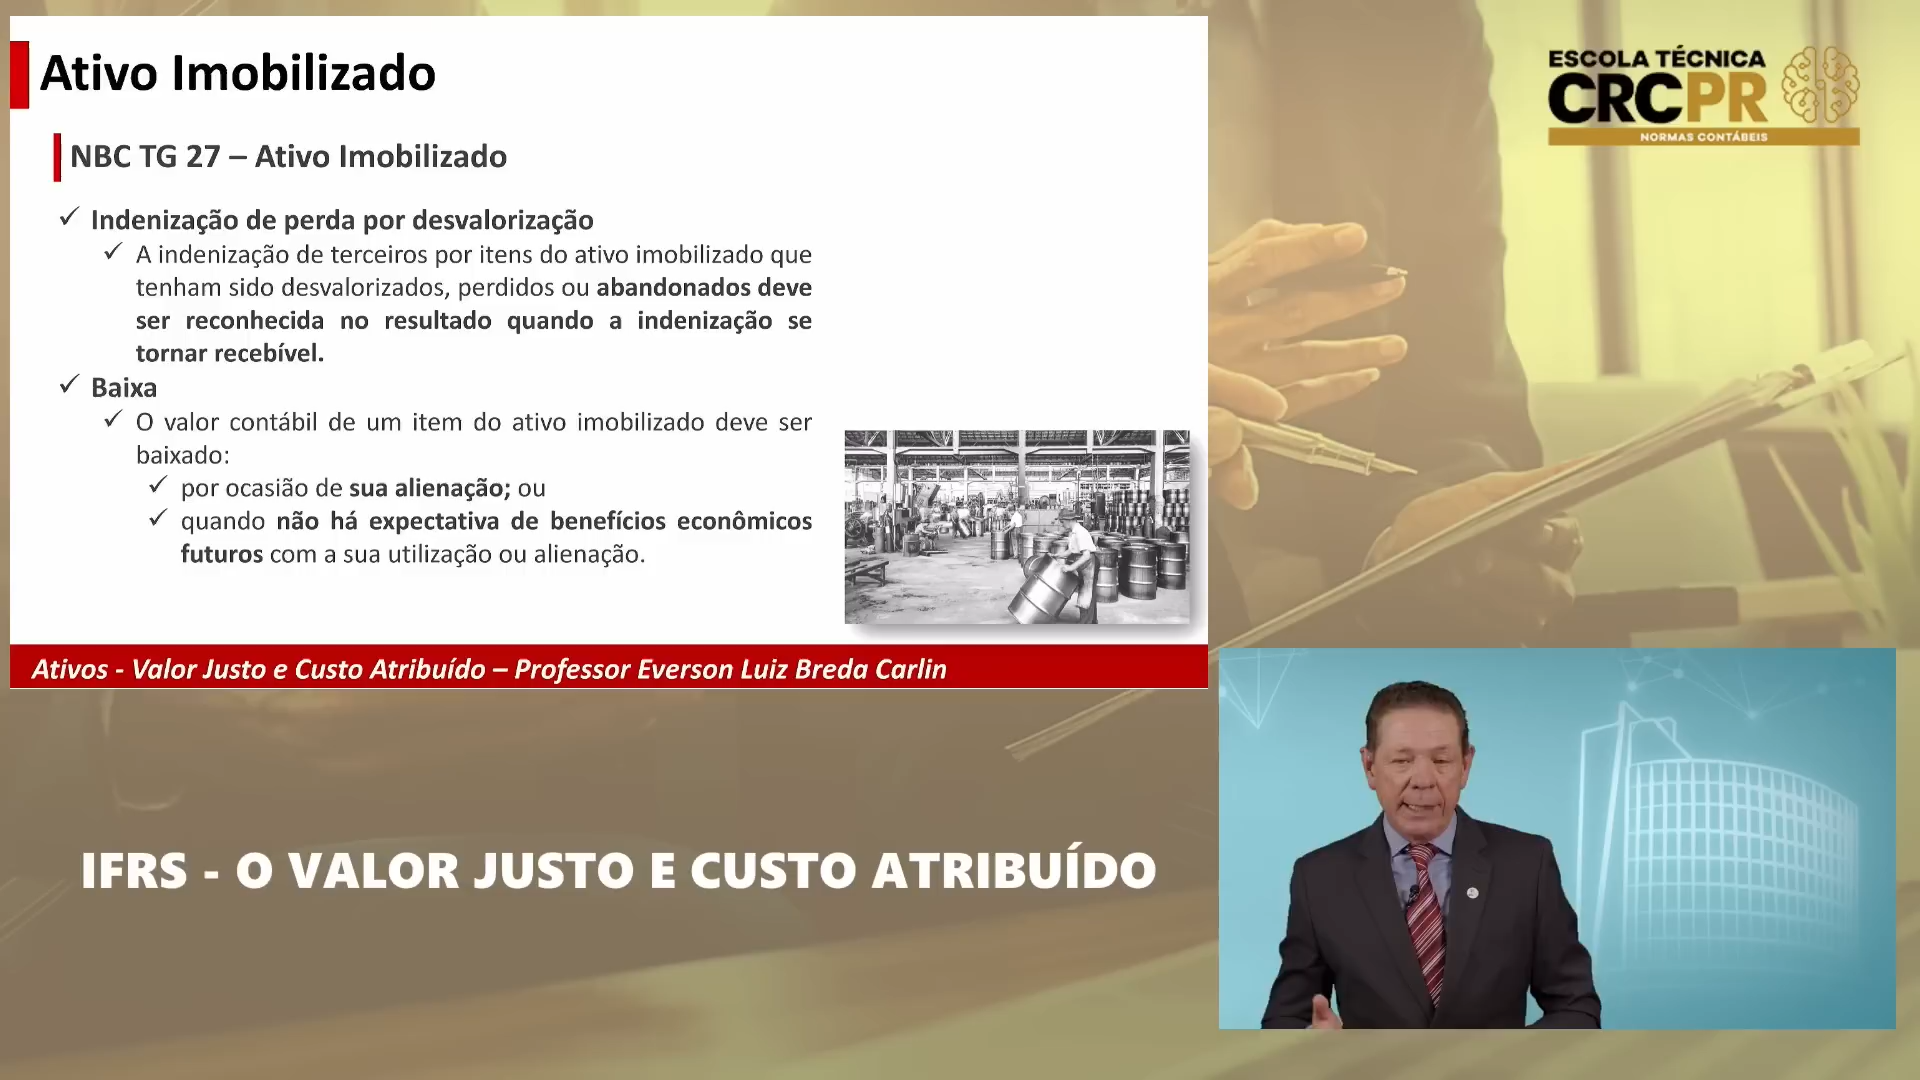 Ativo Imobilizado
NBC TG 27 – Ativo Imobilizado
Indenização de perda por desvalorização
A indenização de terceiros por itens do ativo imobilizado que
tenham sido desvalorizados, perdidos ou abandonados deve
ser reconhecida no resultado quando a indenização se
tornar recebível.
Baixa
O valor contábil de um item do ativo imobilizado deve ser
baixado:
por ocasião de sua alienação; ou
quando não há expectativa de benefícios econômicos
futuros com a sua utilização ou alienação.
Ativos - Valor Justo e Custo Atribuído – Professor Everson Luiz Breda Carlin
ESCOLA TÉCNICA
CRCPR
NORMAS CONTÁBEIS
IFRS - O VALOR JUSTO E CUSTO ATRIBUÍDO